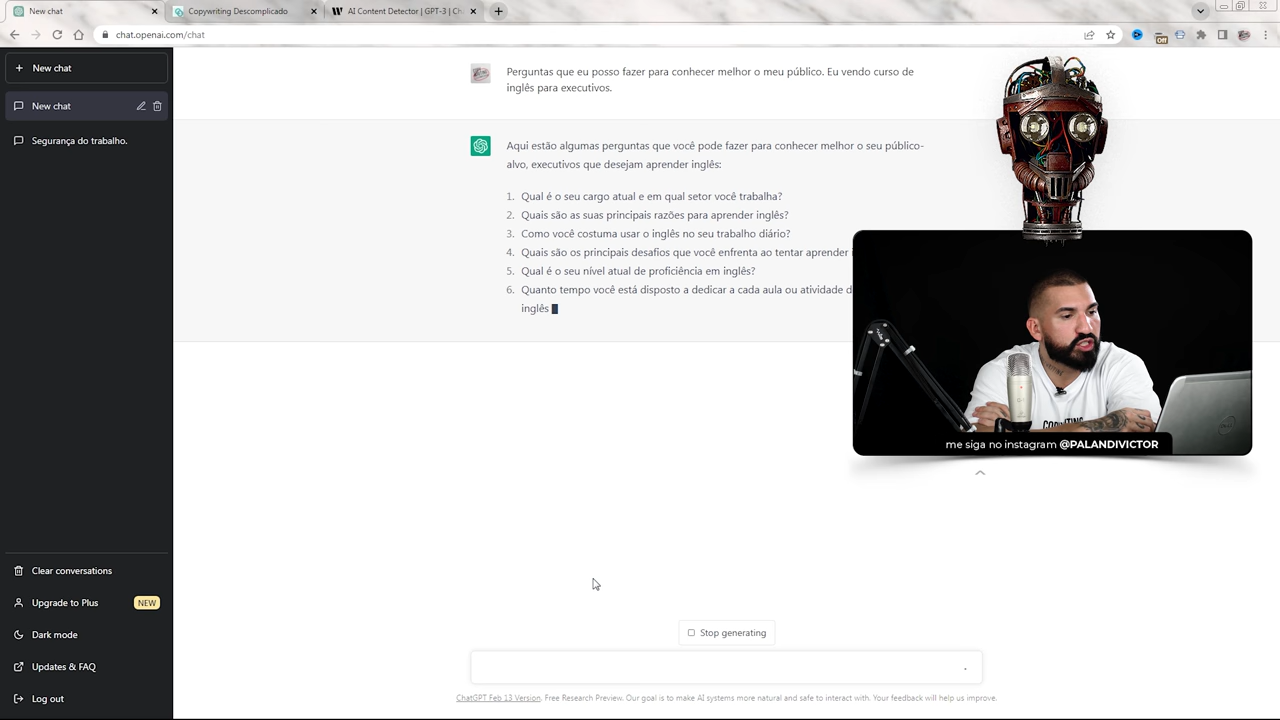 New chat
Copywriting Descomplicado
AI Content Detector | GPT-3 | Ch
chat.openai.com/chat
Off
New chat
New chat
Segurança do trabalho.
Perguntas que eu posso fazer para conhecer melhor o meu público. Eu vendo curso de
inglês para executivos.
Aqui estão algumas perguntas que você pode fazer para conhecer melhor o seu público-
alvo, executivos que desejam aprender inglês:
1. Qual é o seu cargo atual e em qual setor você trabalha?
2. Quais são as suas principais razões para aprender inglês?
3. Como você costuma usar o inglês no seu trabalho diário?
4. Quais são os principais desafios que você enfrenta ao tentar aprender
5. Qual é o seu nível atual de proficiência em inglês?
6. Quanto tempo você está disposto a dedicar a cada aula ou atividade d
inglês
me siga no instagram @PALANDIVICTOR
Clear conversations
Upgrade to Plus NEW
Dark mode
Updates & FAQ
Log out
Stop generating
ChatGPT Feb 13 Version. Free Research Preview. Our goal is to make AI systems more natural and safe to interact with. Your feedback will help us improve.